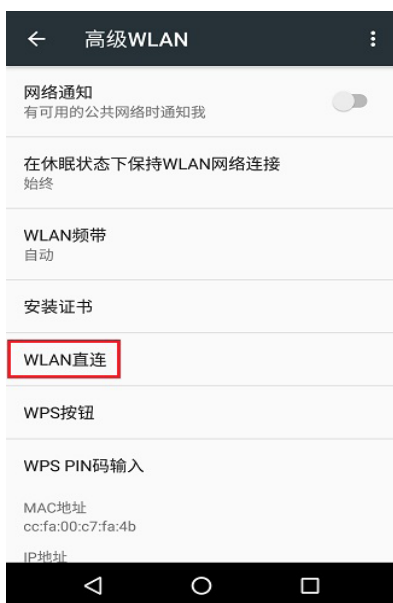 高级WLAN
网络通知
有可用的公共网络时通知我
在休眠状态下保持WLAN网络连接
始终
WLAN频带
自动
安装证书
WLAN直连
WPS按钮
WPS PIN码输入
MAC地址
cc:fa:00:c7:fa:4b
IP地址